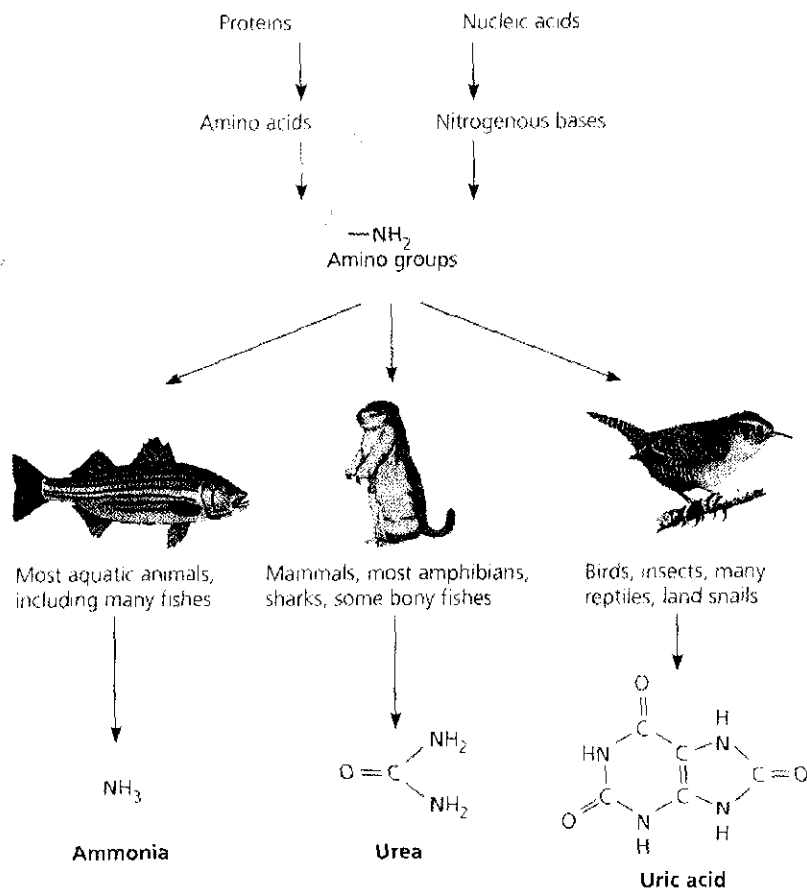 Proteins
Nucleic acids
Amino acids
Nitrogenous bases
—NH₂
Amino groups
Most aquatic animals,
including many fishes
Mammals, most amphibians,
sharks, some bony fishes
Birds, insects, many
reptiles, land snails
NH₃
Ammonia
NH₂
O=C
NH₂
Urea
O
C
H
HN
C
N
C=O
C
C
N
O
N
H
H
Uric acid